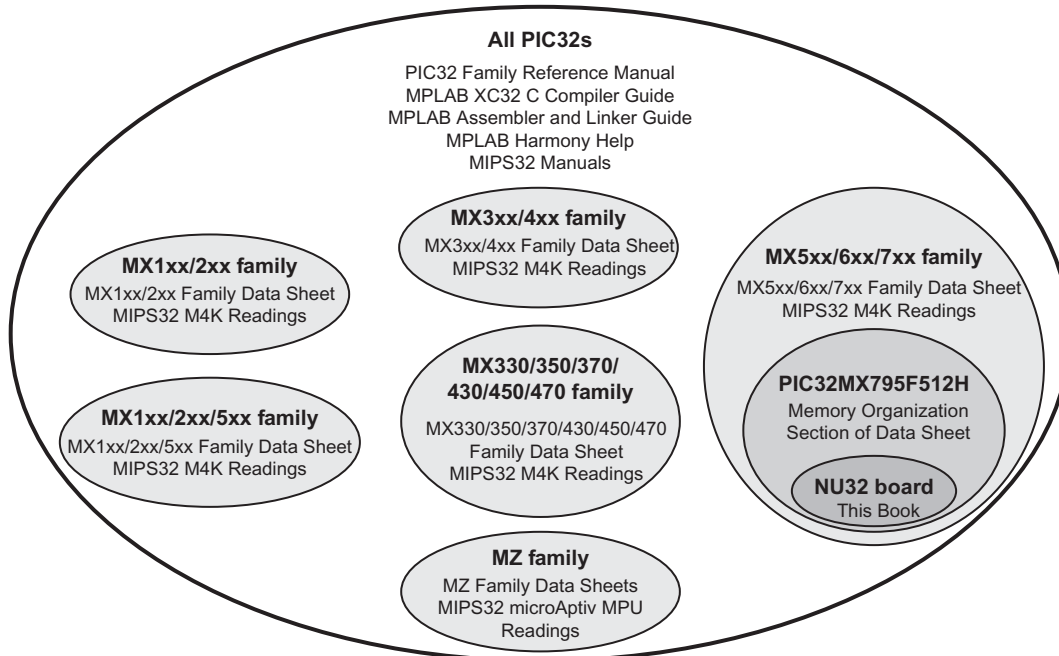 All PIC32s
PIC32 Family Reference Manual
MPLAB XC32 C Compiler Guide
MPLAB Assembler and Linker Guide
MPLAB Harmony Help
MIPS32 Manuals
MX1xx/2xx family
MX1xx/2xx Family Data Sheet
MIPS32 M4K Readings
MX1xx/2xx/5xx family
MX1xx/2xx/5xx Family Data Sheet
MIPS32 M4K Readings
MX3xx/4xx family
MX3xx/4xx Family Data Sheet
MIPS32 M4K Readings
MX330/350/370/
430/450/470 family
MX330/350/370/430/450/470
Family Data Sheet
MIPS32 M4K Readings
MZ family
MZ Family Data Sheets
MIPS32 microAptiv MPU
Readings
MX5xx/6xx/7xx family
MX5xx/6xx/7xx Family Data Sheet
MIPS32 M4K Readings
PIC32MX795F512H
Memory Organization
Section of Data Sheet
NU32 board
This Book